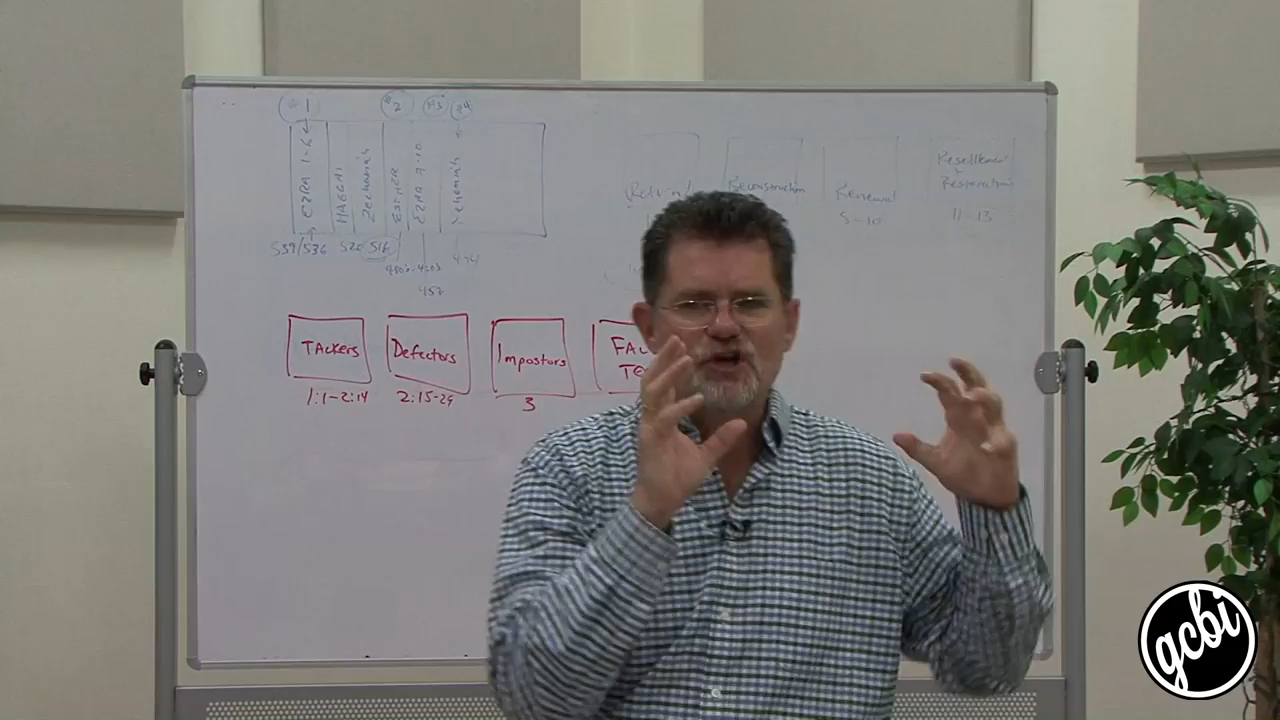 #1
#2
#3
#4
EZRA 1-6
HAGGAI
Zechariah
ESTHER
EZRA 7-10
Nehemiah
539/536
520
516
480s-460s
444
457
Reconstruction
Renewal
5-10
Resettlement
+
Restoration
11-13
TAckers
Defectors
Impostors
1:1-2:14
2:15-29
3
gcbi